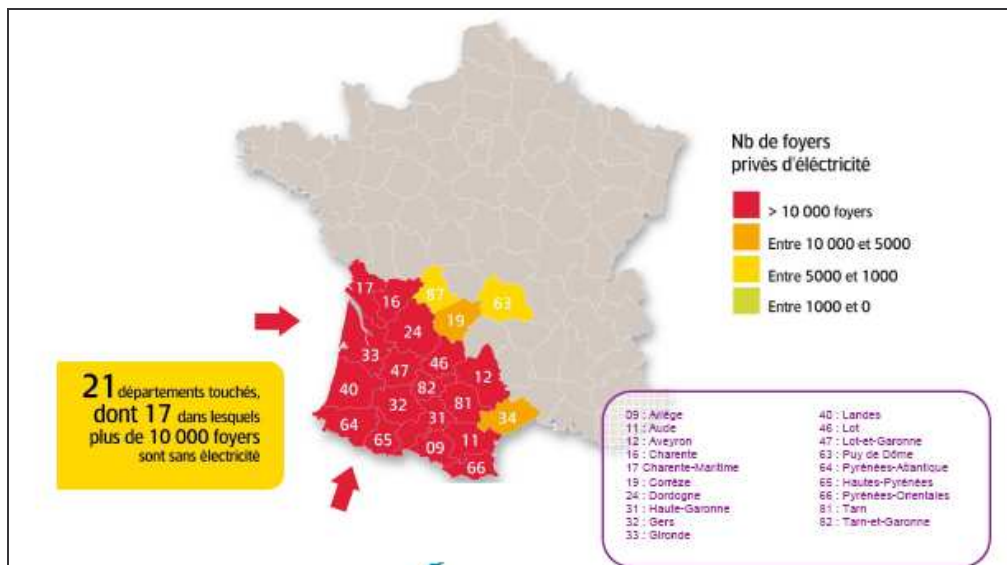 Nb de foyers
privés d'éléctricité
> 10 000 foyers
Entre 10 000 et 5000
Entre 5000 et 1000
Entre 1000 et 0
17
16
87
63
19
24
33
46
47
12
40
82
32
81
31
34
64
65
09
11
66
21 départements touchés,
dont 17 dans lesquels
plus de 10 000 foyers
sont sans électricité
09 : Ariège
11 : Aude
12 : Aveyron
16 : Charente
17 Charente-Maritime
19 : Corrèze
24 : Dordogne
31 : Haute-Garonne
32 : Gers
33 : Gironde
40 : Landes
46 : Lot
47 : Lot-et-Garonne
63 : Puy de Dôme
64 : Pyrénées-Atlantique
65 : Hautes-Pyrénées
66 : Pyrénées-Orientales
81 : Tarn
82 : Tarn-et-Garonne